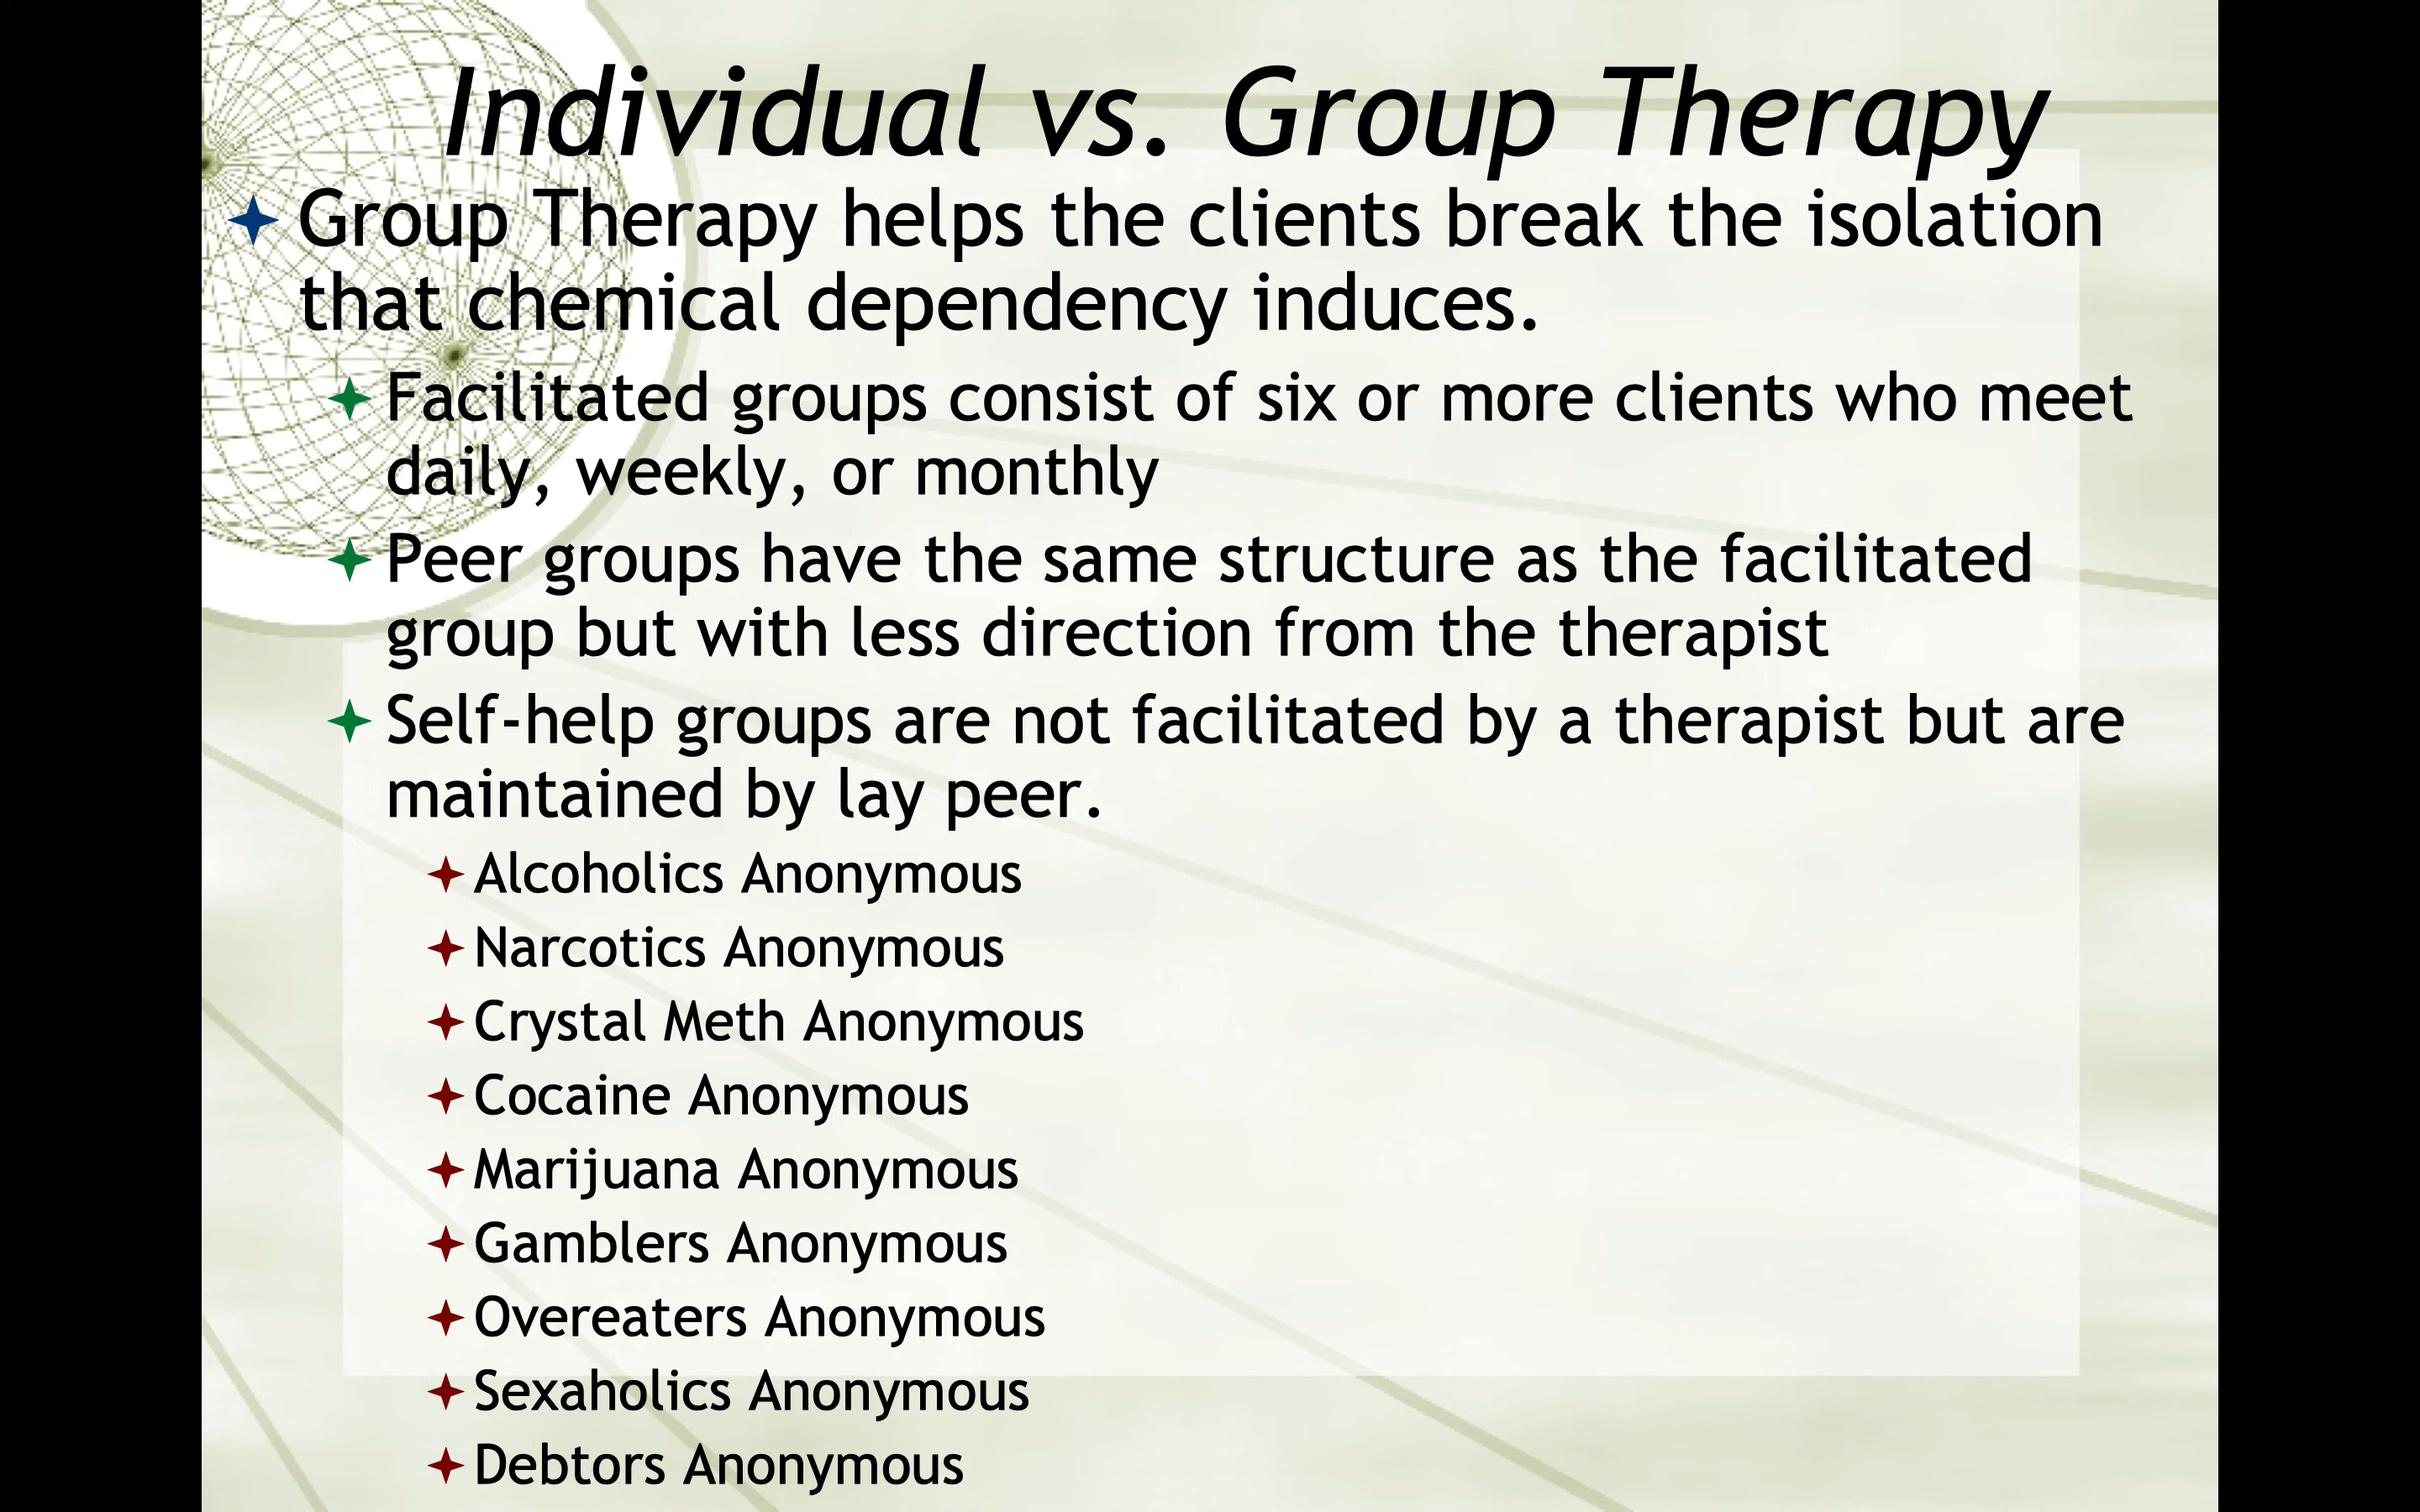 Individual vs. Group Therapy
Group Therapy helps the clients break the isolation
that chemical dependency induces.
Facilitated groups consist of six or more clients who meet
daily, weekly, or monthly
Peer groups have the same structure as the facilitated
group but with less direction from the therapist
Self-help groups are not facilitated by a therapist but are
maintained by lay peer.
Alcoholics Anonymous
Narcotics Anonymous
Crystal Meth Anonymous
Cocaine Anonymous
Marijuana Anonymous
Gamblers Anonymous
Overeaters Anonymous
Sexaholics Anonymous
Debtors Anonymous